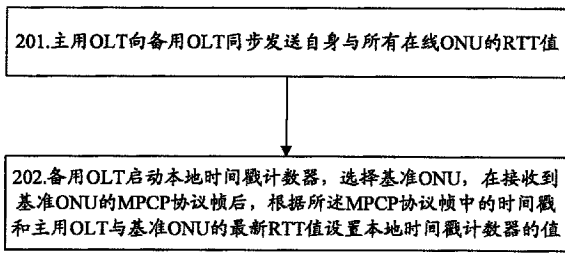 201.主用OLT向备用OLT同步发送自身与所有在线ONU的RTT值
202.备用OLT启动本地时间戳计数器，选择基准ONU，在接收到
基准ONU的MPCP协议帧后，根据所述MPCP协议帧中的时间戳
和主用OLT与基准ONU的最新RTT值设置本地时间戳计数器的值